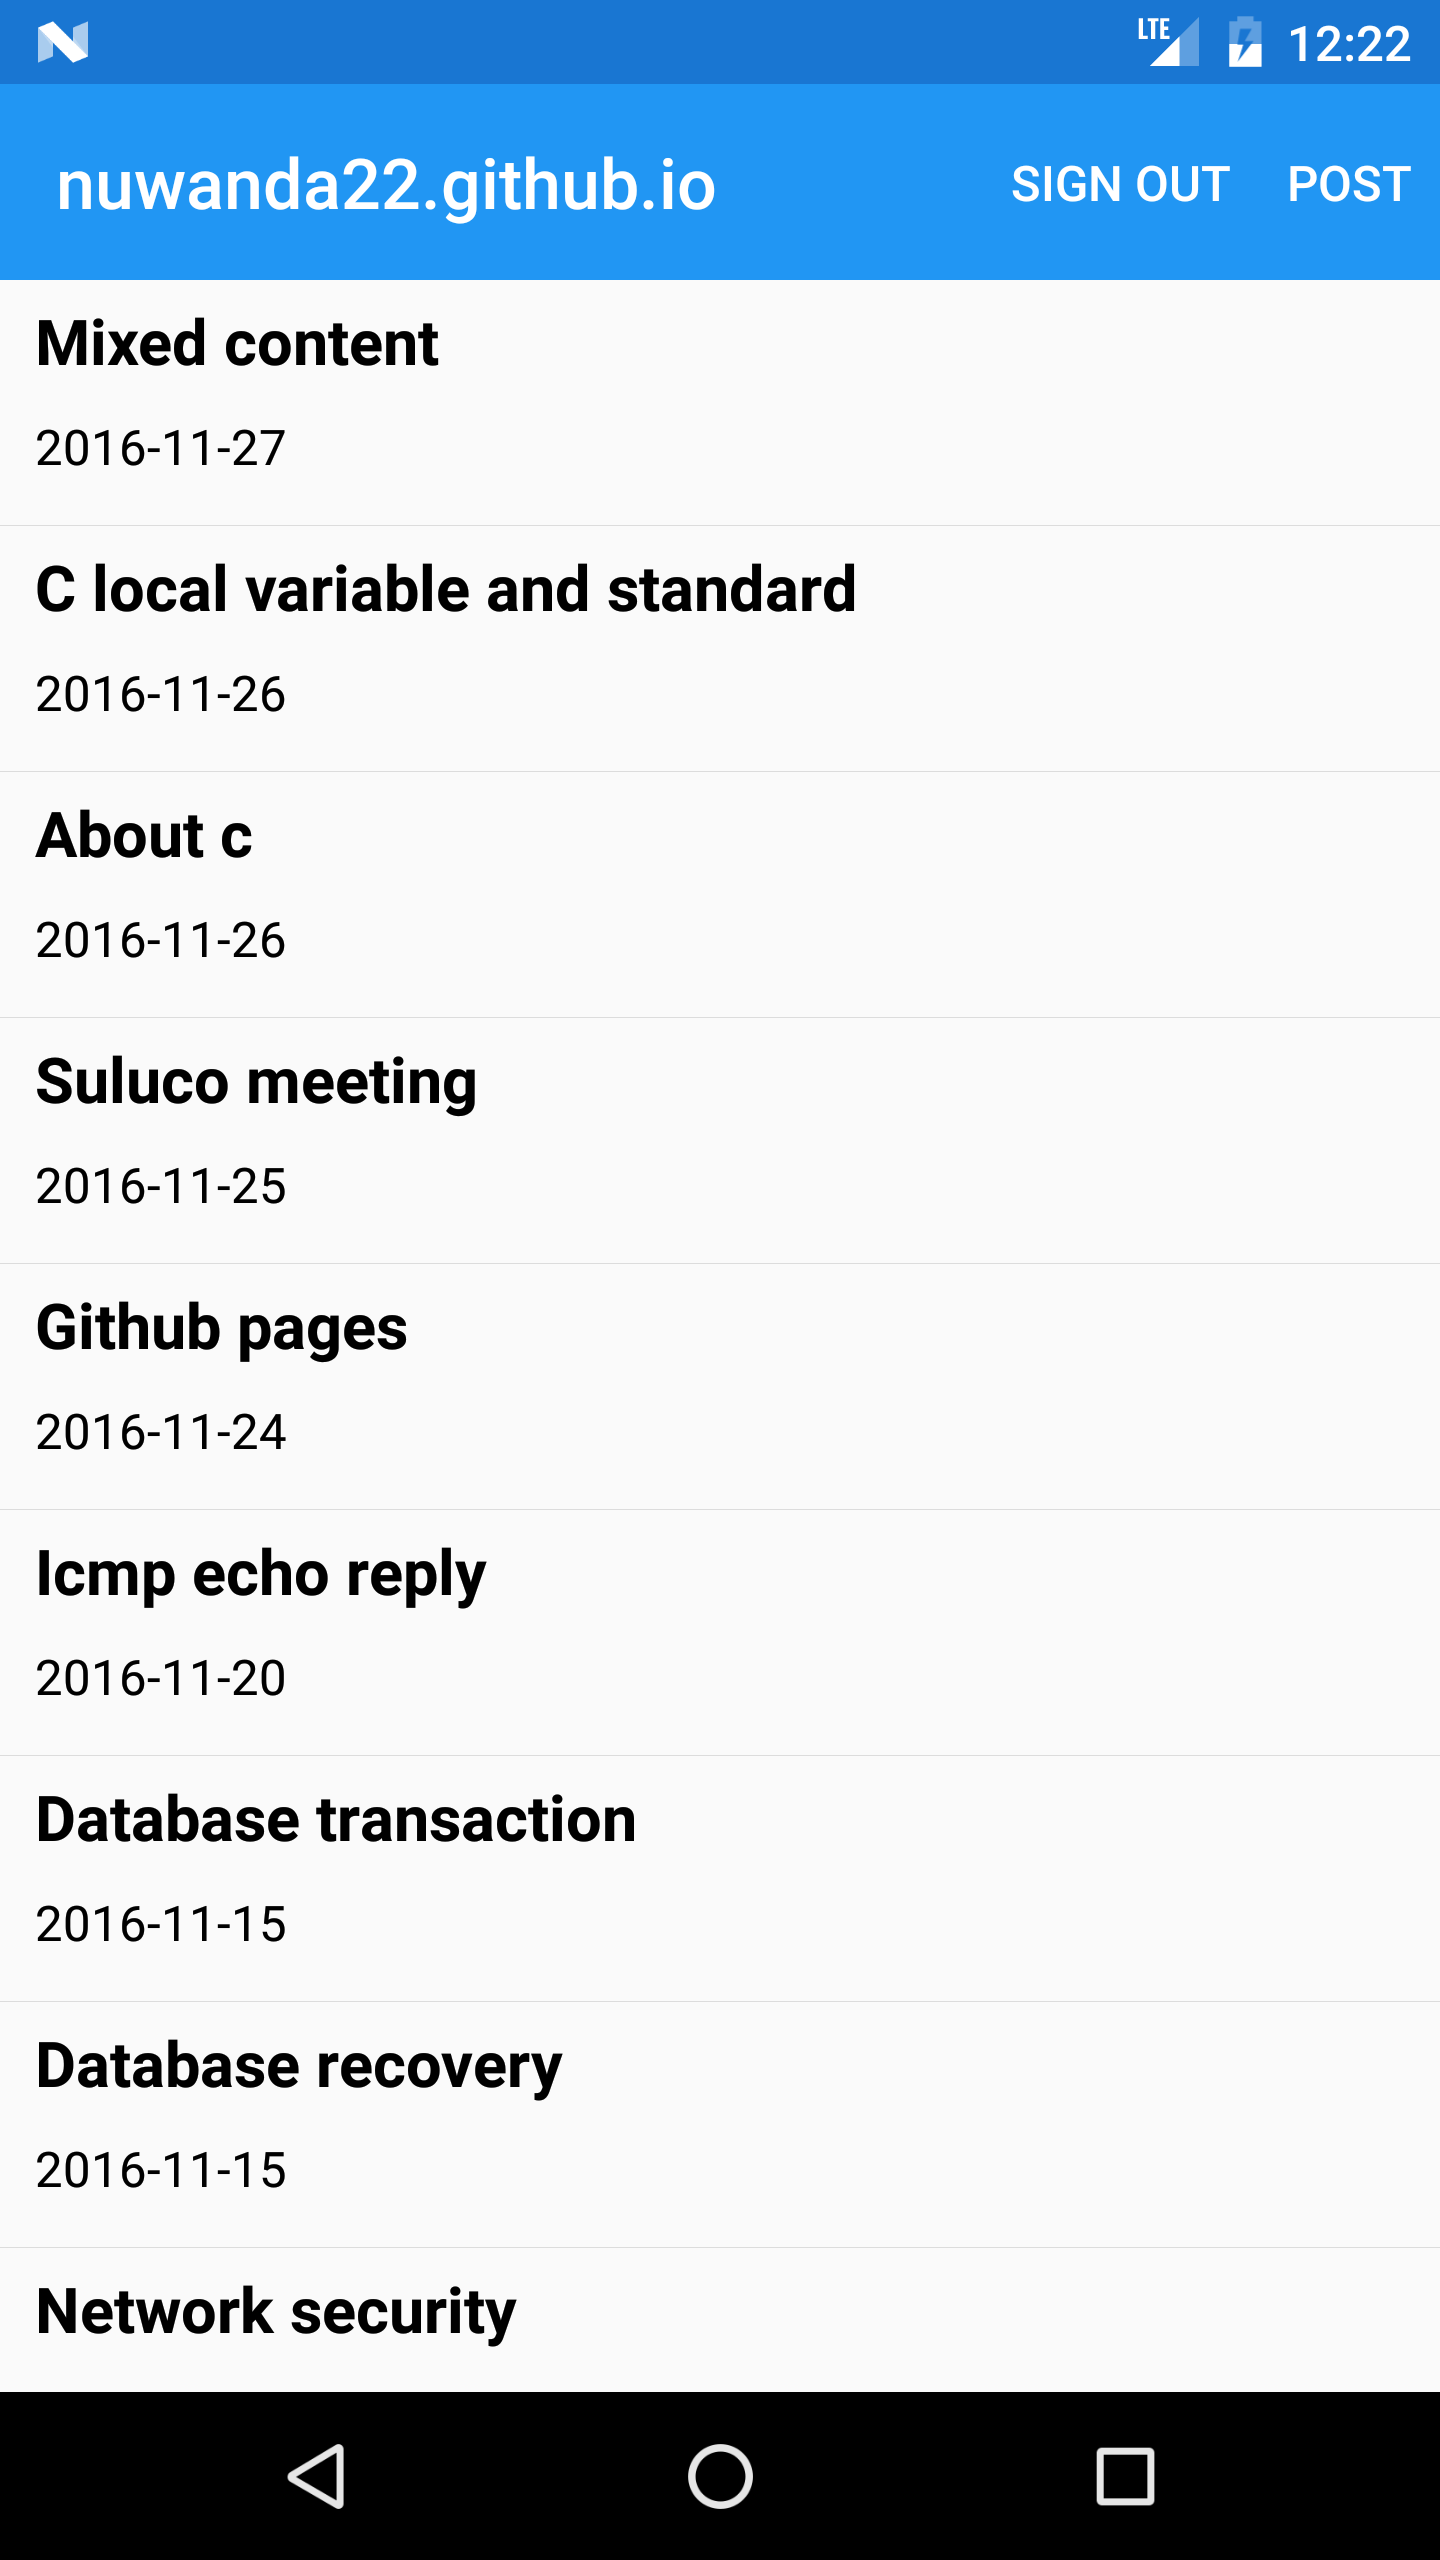 LTE 12:22
nuwanda22.github.io SIGN OUT POST
Mixed content
2016-11-27
C local variable and standard
2016-11-26
About c
2016-11-26
Suluco meeting
2016-11-25
Github pages
2016-11-24
Icmp echo reply
2016-11-20
Database transaction
2016-11-15
Database recovery
2016-11-15
Network security